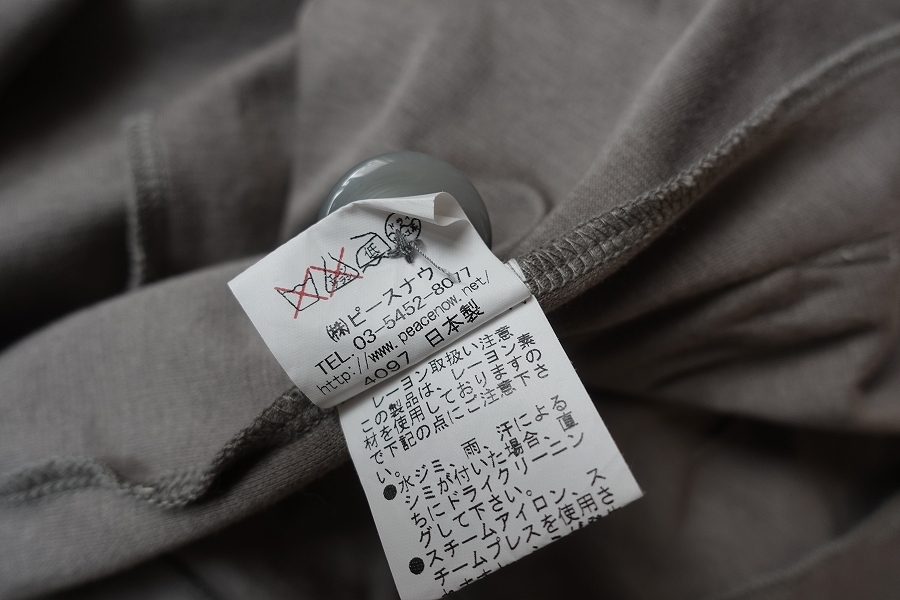 低
㈱ピースナウ
TEL 03-5452-8077
http://www.peacenow.net/
4097 日本製
レーヨン取扱い注意
この製品は、レーヨン素
材を使用しておりますの
で下記の点にご注意下さ
い。
●水ジミ、雨、汗による
シミが付いた場合、直
ちにドライクリーニン
グして下さい。
●スチームアイロン、ス
チームプレスを使用さ